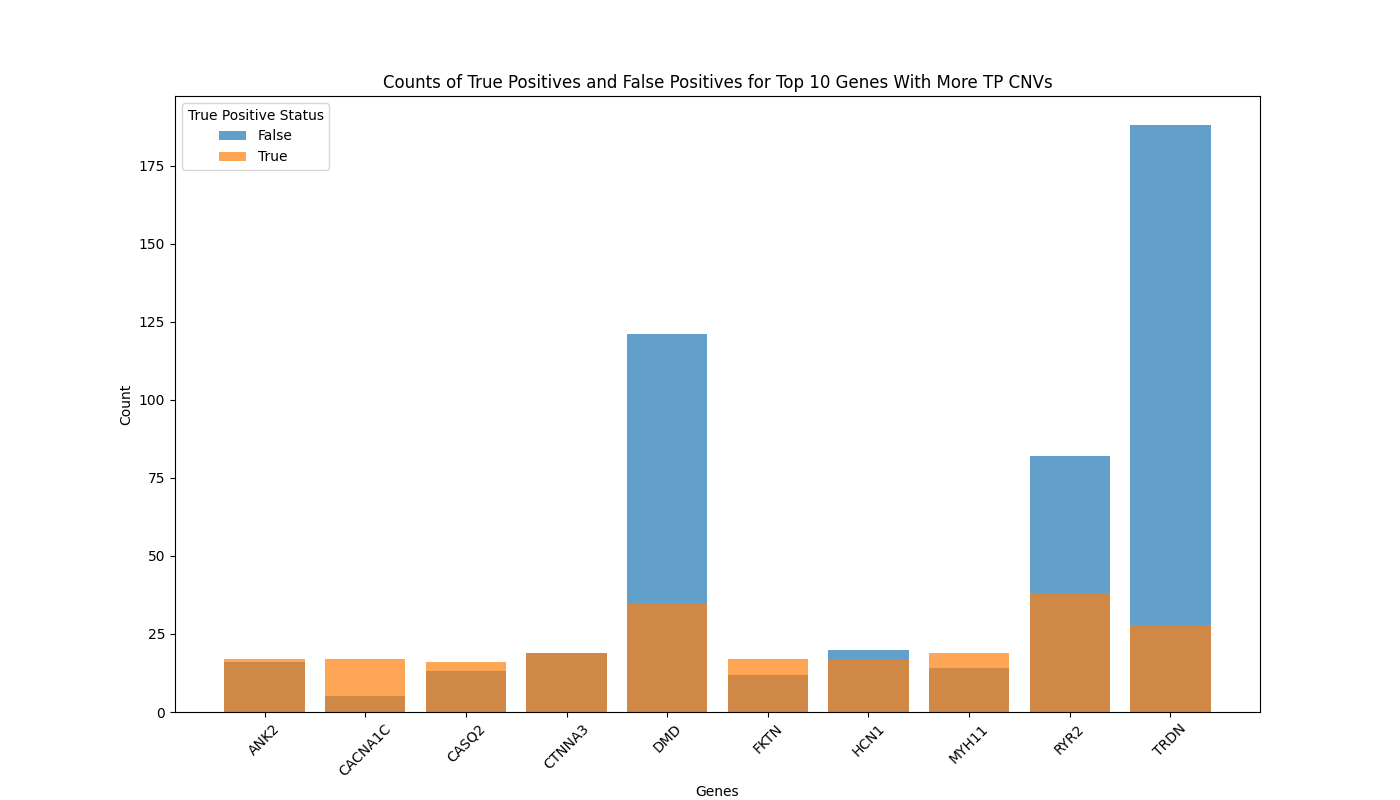 Counts of True Positives and False Positives for Top 10 Genes With More TP CNVs
True Positive Status
False
True
175
150
125
100
75
50
25
0
Count
ANK2
CACNA1C
CASQ2
CTNNA3
DMD
FKTN
HCN1
MYH11
RYR2
TRDN
Genes